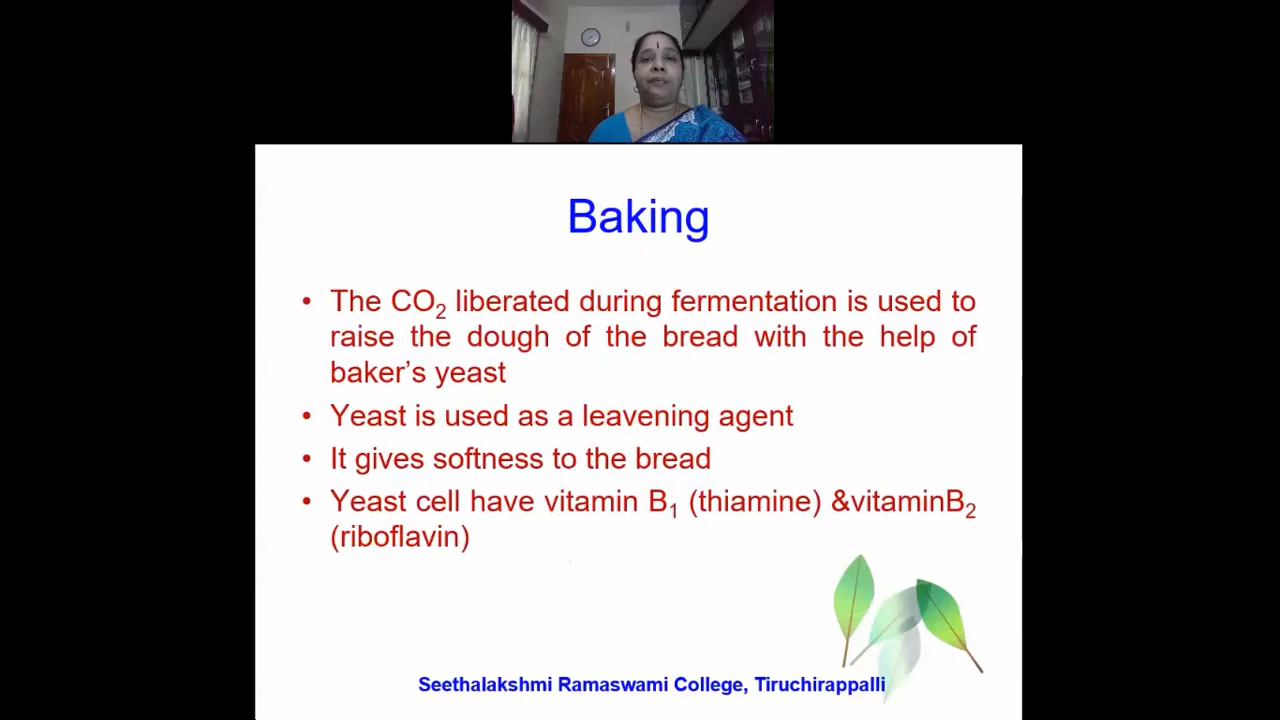 Baking
• The CO₂ liberated during fermentation is used to
raise the dough of the bread with the help of
baker’s yeast
• Yeast is used as a leavening agent
• It gives softness to the bread
• Yeast cell have vitamin B₁ (thiamine) &vitaminB₂
(riboflavin)
Seethalakshmi Ramaswami College, Tiruchirappalli